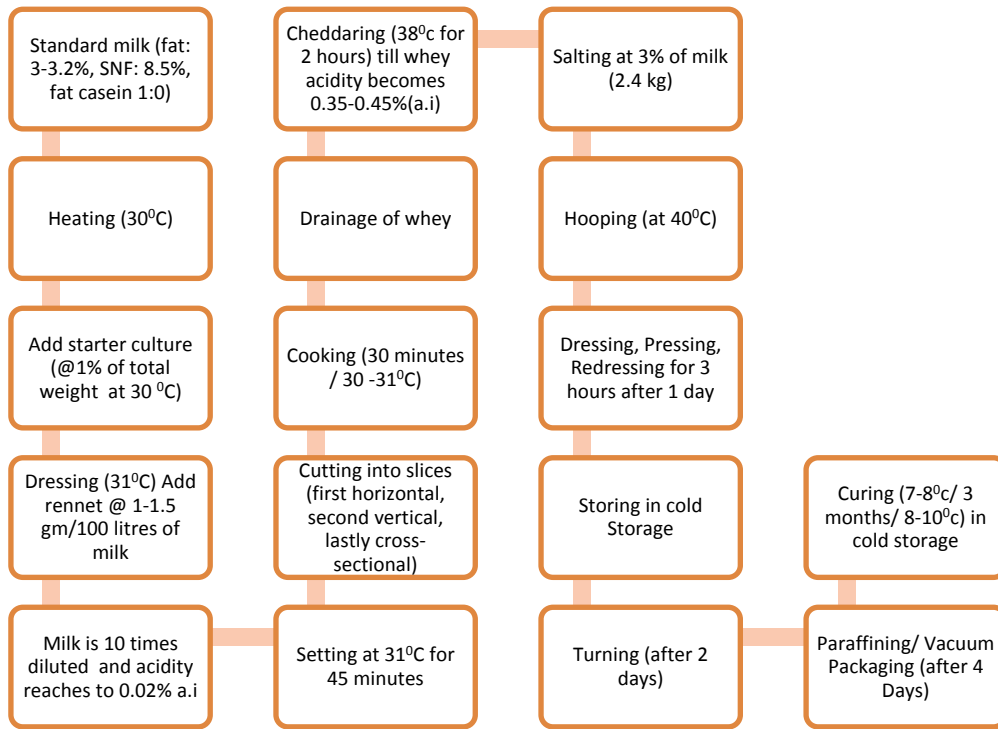 Standard milk (fat:
3-3.2%, SNF: 8.5%,
fat casein 1:0)
Heating (30⁰C)
Add starter culture
(@1% of total
weight at 30 ⁰C)
Dressing (31⁰C) Add
rennet @ 1-1.5
gm/100 litres of
milk
Milk is 10 times
diluted and acidity
reaches to 0.02% a.i
Setting at 31⁰C for
45 minutes
Cutting into slices
(first horizontal,
second vertical,
lastly cross-
sectional)
Cooking (30 minutes
/ 30 -31⁰C)
Drainage of whey
Cheddaring (38⁰c for
2 hours) till whey
acidity becomes
0.35-0.45%(a.i)
Salting at 3% of milk
(2.4 kg)
Hooping (at 40⁰C)
Dressing, Pressing,
Redressing for 3
hours after 1 day
Storing in cold
Storage
Turning (after 2
days)
Paraffining/ Vacuum
Packaging (after 4
Days)
Curing (7-8⁰c/ 3
months/ 8-10⁰c) in
cold storage